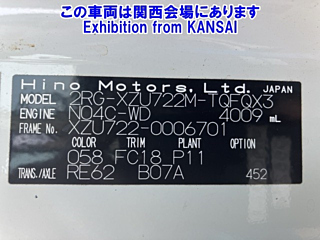 この車両は関西会場にあります
Exhibition from KANSAI
Hino Motors, Ltd. JAPAN
MODEL 2RG-XZU722M-TQFQX3
ENGINE N04C-WD 4009 mL
FRAME No. XZU722-0006701
COLOR TRIM PLANT OPTION
058 FC18 P11
TRANS./AXLE RE62 B07A 452